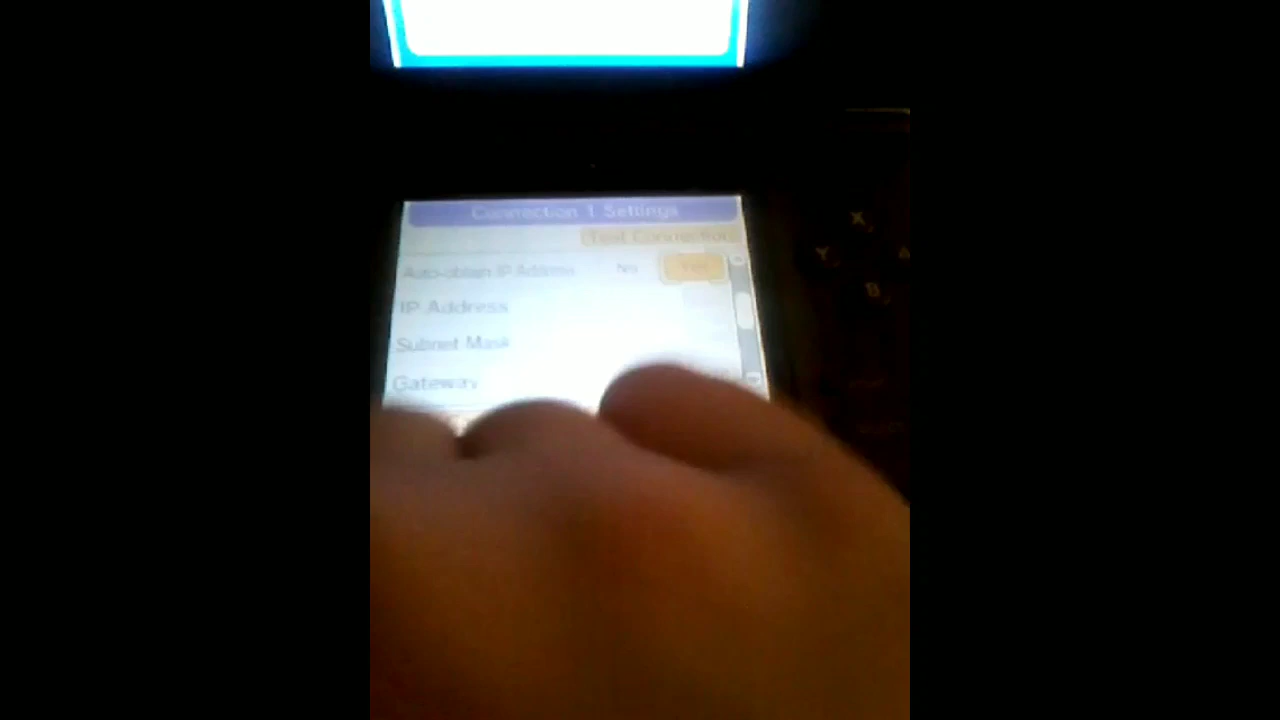 Connection 1 Settings
Test Connection
Auto-obtain IP Address No Yes
IP Address
Subnet Mask
Gateway
X
Y A
B